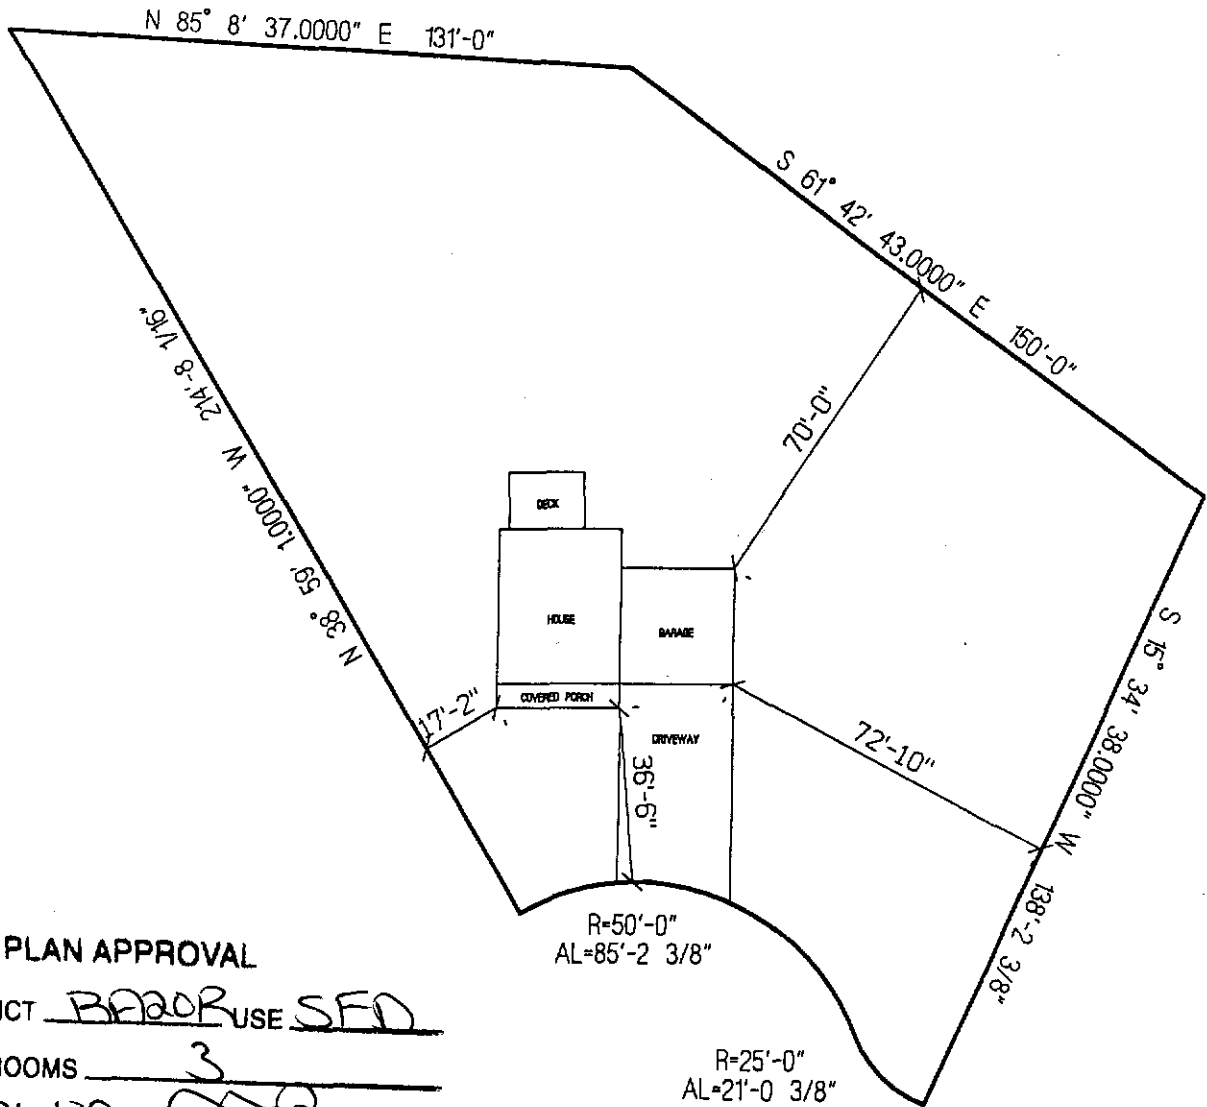 N 85° 8' 37.0000" E 131'-0"
S 61° 42' 43.0000" E 150'-0"
N 38° 59' 1.0000" W 214'-8 1/16"
70'-0"
DECK
HOUSE
GARAGE
COVERED PORCH
DRIVEWAY
17'-2"
36'-6"
72'-10"
S 15° 34' 38.0000" W 138'-2 3/8"
R=50'-0"
AL=85'-2 3/8"
R=25'-0"
AL=21'-0 3/8"
PLAN APPROVAL
ICT RA20R USE SFD
ROOMS 3